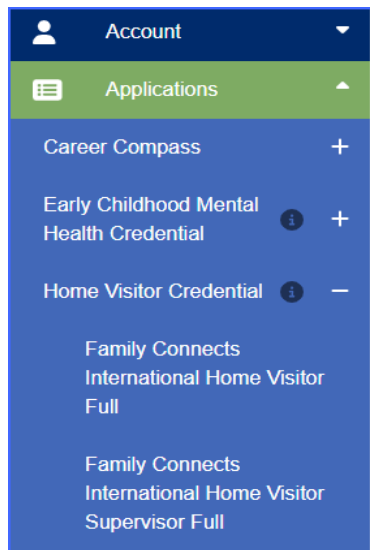 Account
Applications
Career Compass
Early Childhood Mental
Health Credential
Home Visitor Credential
Family Connects
International Home Visitor
Full
Family Connects
International Home Visitor
Supervisor Full